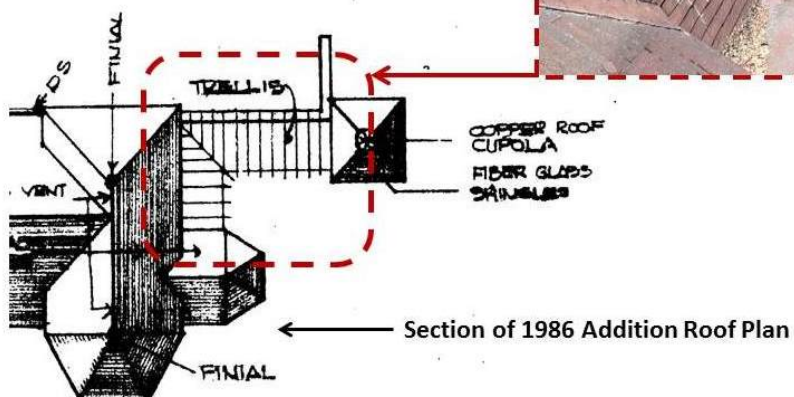 DS
FINIAL
TRELLIS
COPPER ROOF
CUPOLA
FIBER GLASS
SHINGLES
VENT
Section of 1986 Addition Roof Plan
FINIAL